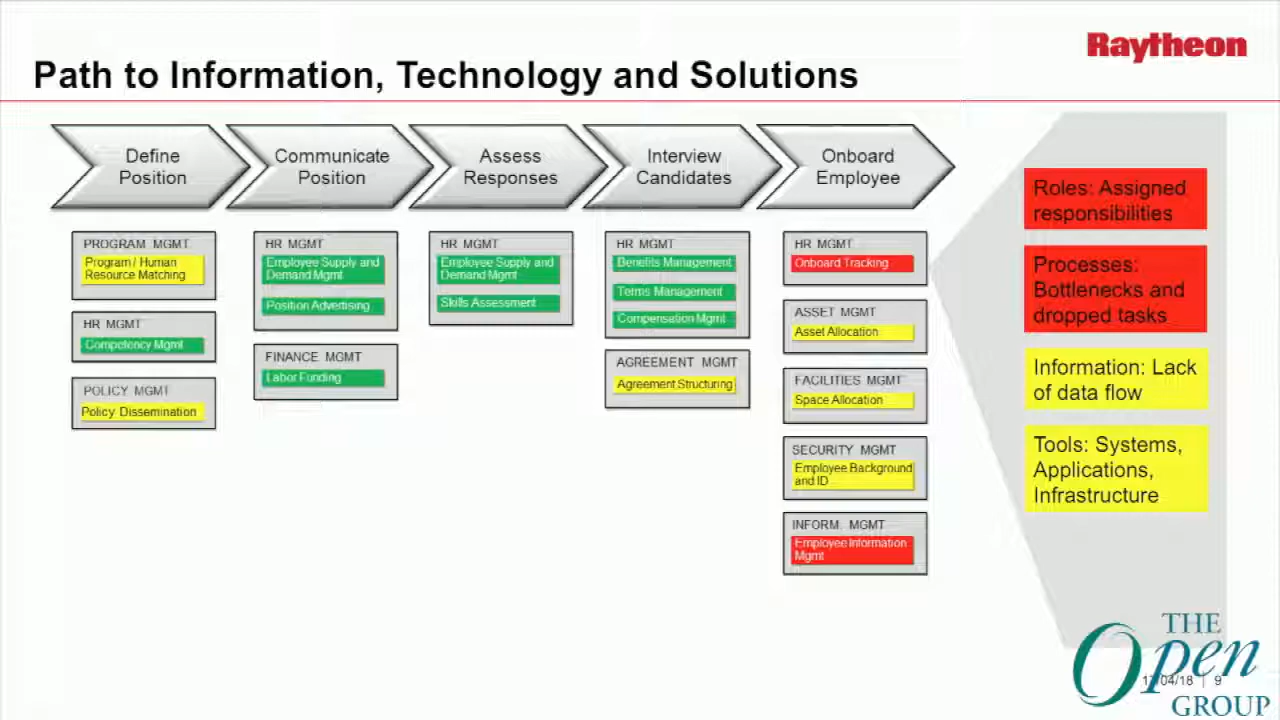 Raytheon
Path to Information, Technology and Solutions
Define
Position
Communicate
Position
Assess
Responses
Interview
Candidates
Onboard
Employee
PROGRAM MGMT
Program / Human
Resource Matching
HR MGMT
Competency Mgmt
POLICY MGMT
Policy Dissemination
HR MGMT
Employee Supply and
Demand Mgmt
Position Advertising
FINANCE MGMT
Labor Funding
HR MGMT
Employee Supply and
Demand Mgmt
Skills Assessment
HR MGMT
Benefits Management
Terms Management
Compensation Mgmt
AGREEMENT MGMT
Agreement Structuring
HR MGMT
Onboard Tracking
ASSET MGMT
Asset Allocation
FACILITIES MGMT
Space Allocation
SECURITY MGMT
Employee Background
and ID
INFORM. MGMT
Employee Information
Mgmt
Roles: Assigned
responsibilities
Processes:
Bottlenecks and
dropped tasks
Information: Lack
of data flow
Tools: Systems,
Applications,
Infrastructure
THE
Open
GROUP
/04/18 | 9